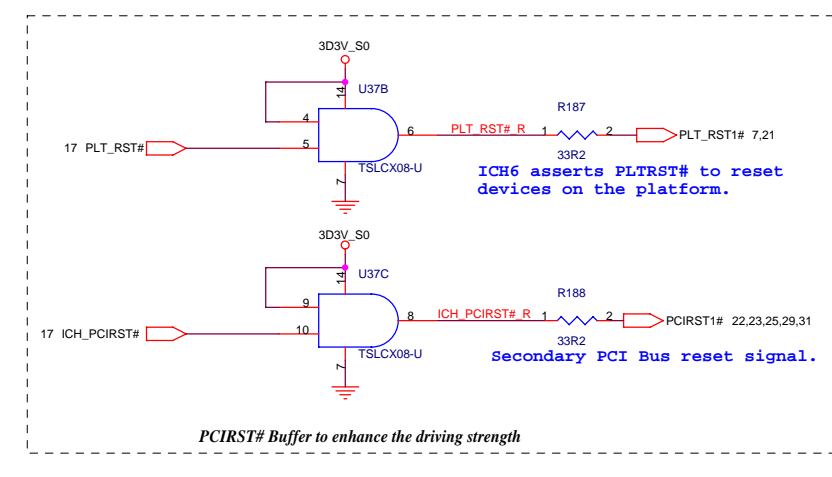 3D3V_S0
14
U37B
R187
4
6
PLT_RST#_R
1
2
PLT_RST1# 7,21
17 PLT_RST#
5
33R2
7
TSLCX08-U
ICH6 asserts PLTRST# to reset
devices on the platform.
3D3V_S0
14
U37C
R188
9
8
ICH_PCIRST#_R
1
2
PCIRST1# 22,23,25,29,31
17 ICH_PCIRST#
10
33R2
7
TSLCX08-U
Secondary PCI Bus reset signal.
PCIRST# Buffer to enhance the driving strength